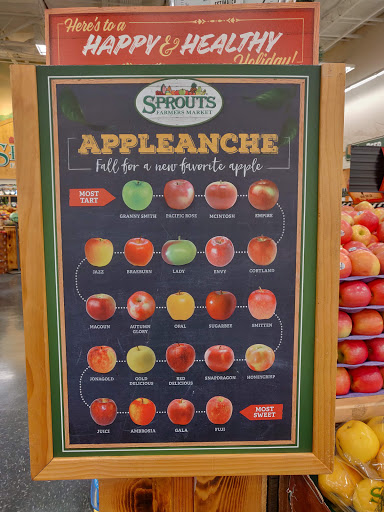 Here's to a
HAPPY & HEALTHY
Holiday!
SPROUTS
FARMERS MARKET
APPLEANCHE
Fall for a new favorite apple
MOST
TART
GRANNY SMITH PACIFIC ROSE MCINTOSH EMPIRE
JAZZ BRAEBURN LADY ENVY CORTLAND
MACOUN AUTUMN
GLORY OPAL SUGARBEE SMITTEN
JONAGOLD GOLD
DELICIOUS RED
DELICIOUS SNAPDRAGON HONEYCRISP
JUICI AMBROSIA GALA FUJI
MOST
SWEET